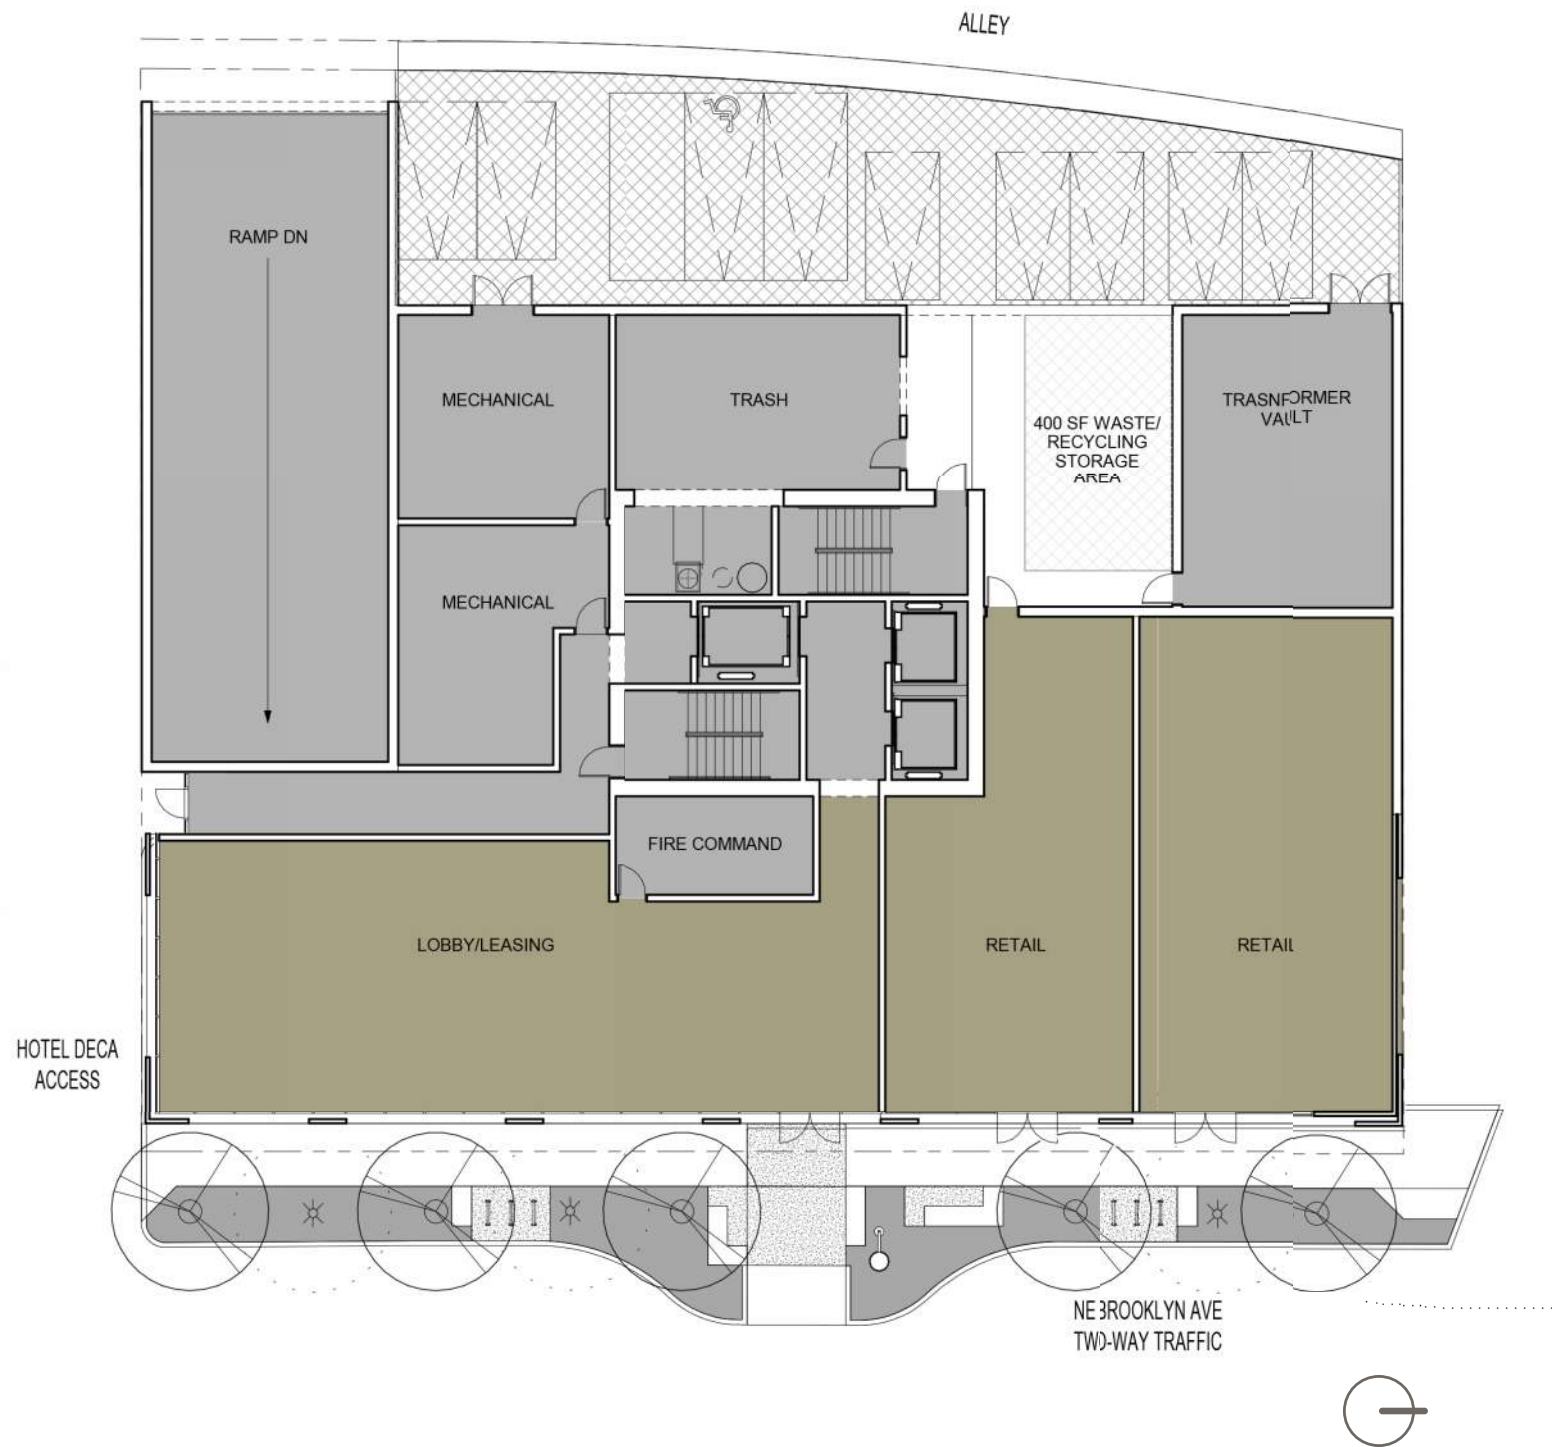 ALLEY
RAMP DN
MECHANICAL
TRASH
TRASNFORMER
VAULT
400 SF WASTE/
RECYCLING
STORAGE
AREA
MECHANICAL
FIRE COMMAND
LOBBY/LEASING
RETAIL
RETAIL
HOTEL DECA
ACCESS
NE BROOKLYN AVE
TWO-WAY TRAFFIC